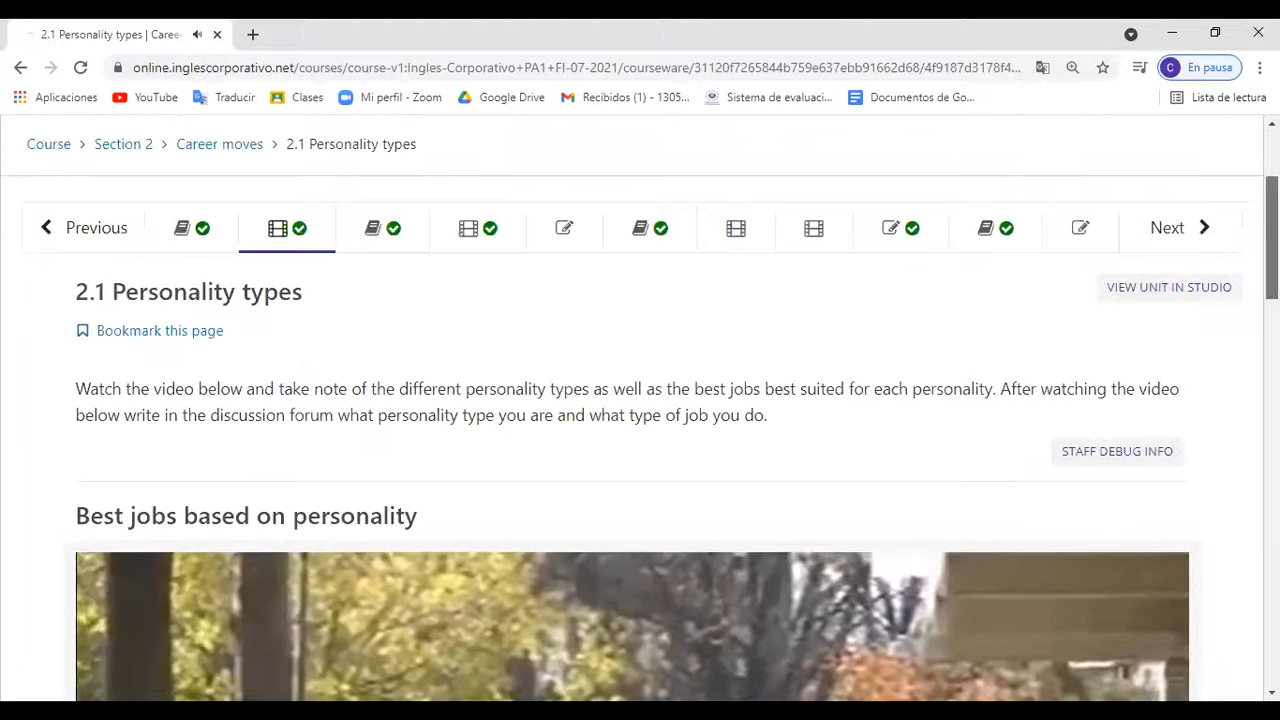 2.1 Personality types | Caree
online.inglescorporativo.net/courses/course-v1:Ingles-Corporativo+PA1+FI-07-2021/courseware/31120f7265844b759e637ebb91662d68/4f9187d3178f4...
C En pausa
Aplicaciones YouTube Traducir Clases Mi perfil - Zoom Google Drive Recibidos (1) - 1305... Sistema de evaluaci... Documentos de Go... Lista de lectura
Course > Section 2 > Career moves > 2.1 Personality types
Previous Next
2.1 Personality types
VIEW UNIT IN STUDIO
Bookmark this page
Watch the video below and take note of the different personality types as well as the best jobs best suited for each personality. After watching the video
below write in the discussion forum what personality type you are and what type of job you do.
STAFF DEBUG INFO
Best jobs based on personality